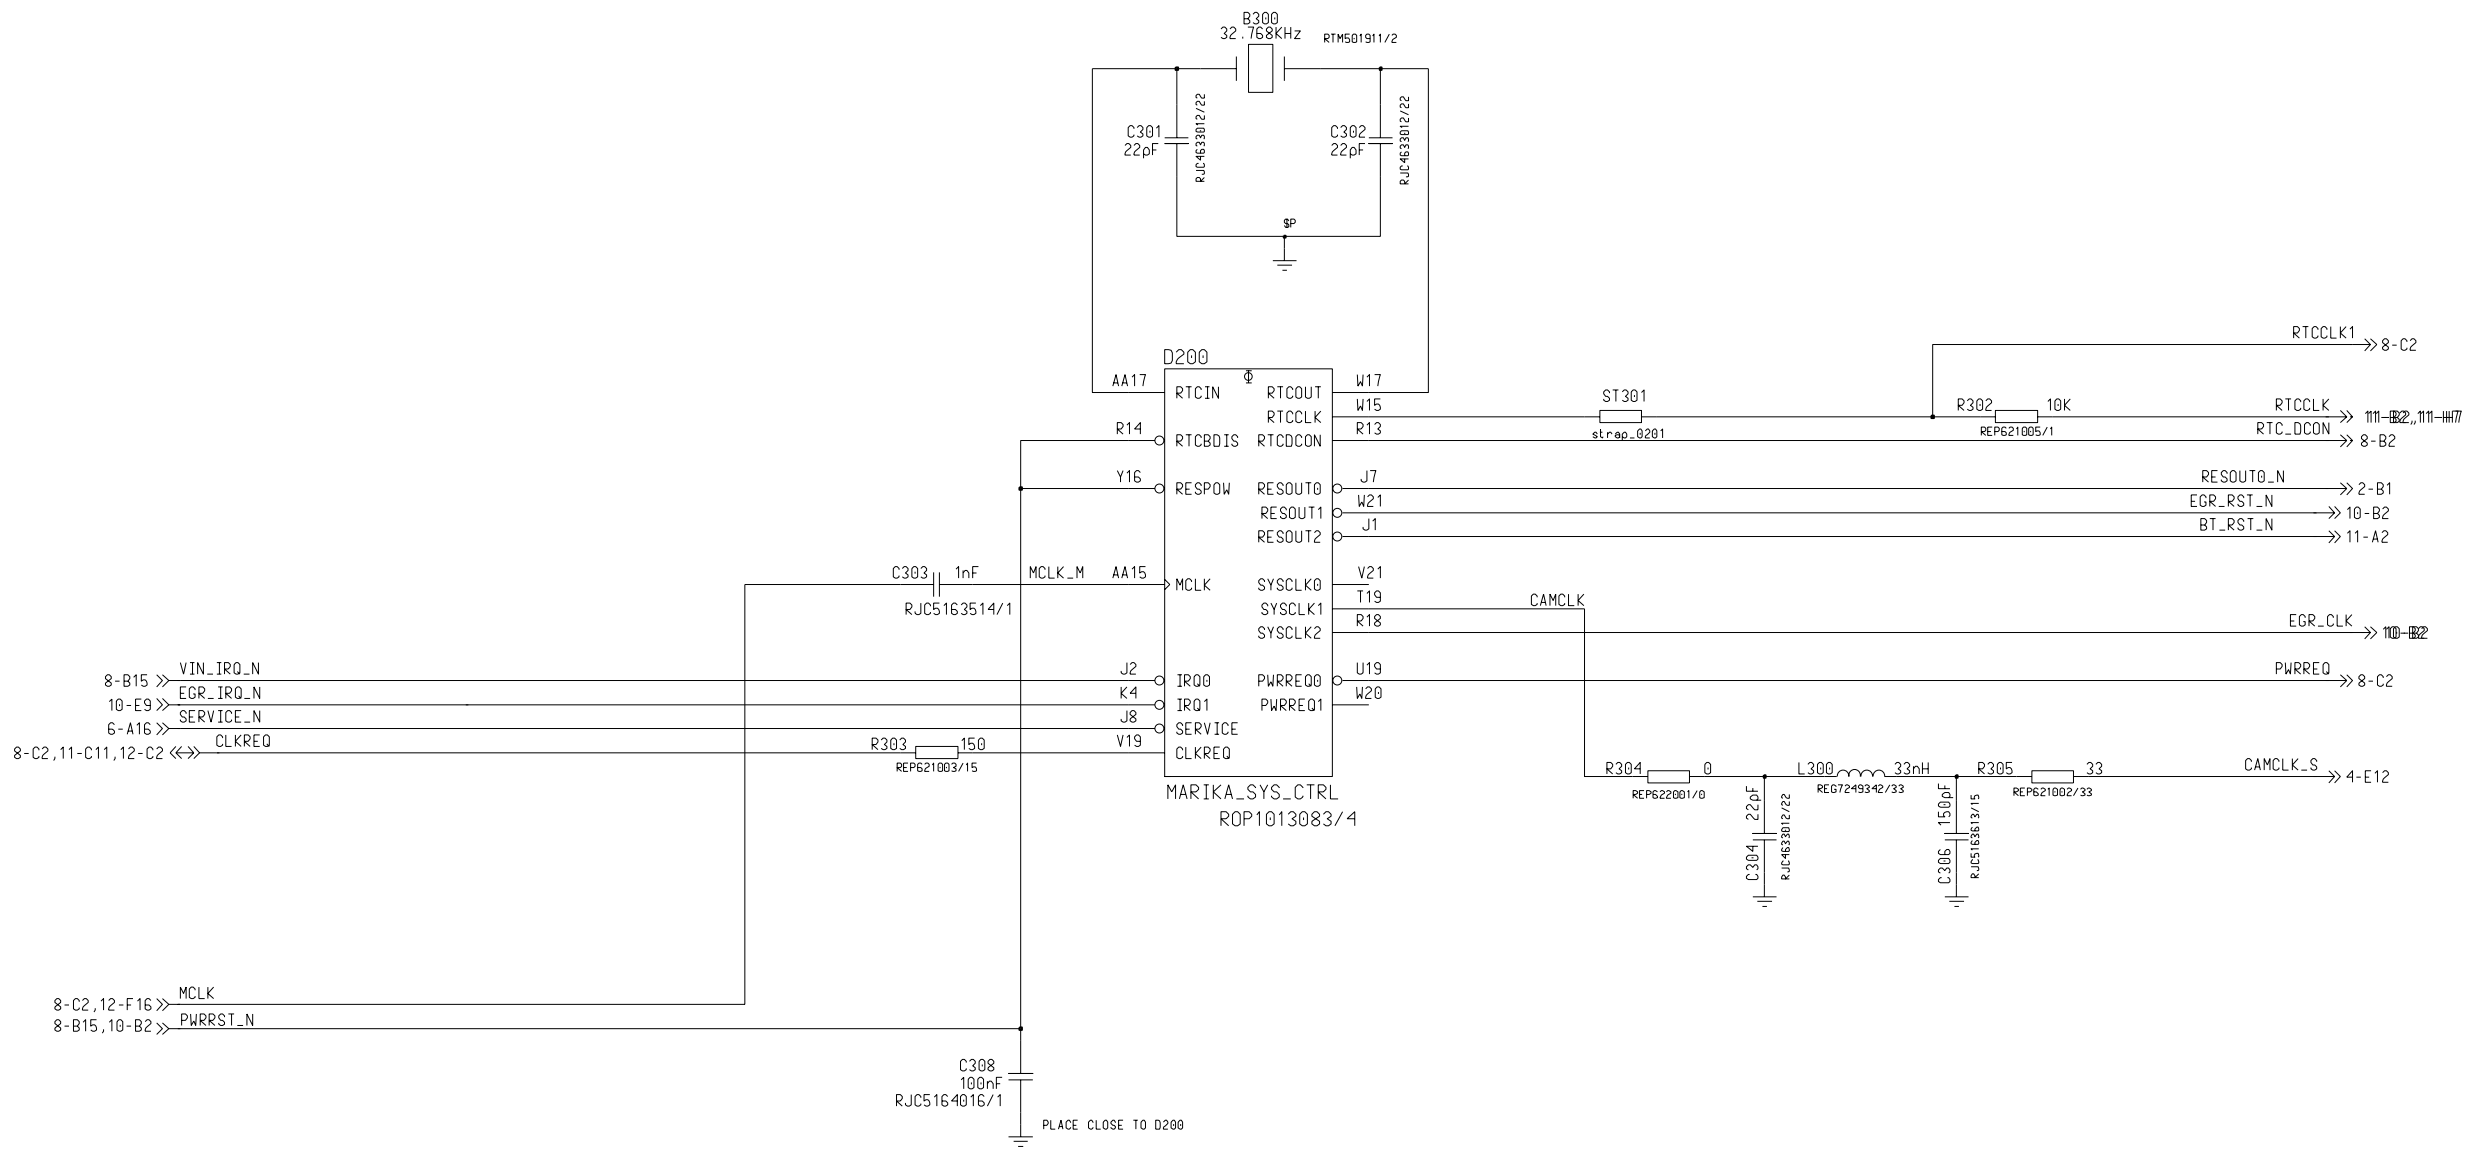 B300
32.768KHz
RTM501911/2
C301
22pF
RJC4633012/22
C302
22pF
RJC4633012/22
$P
RTCCLK1
8-C2
D200
AA17
RTCIN
RTCOUT
W17
RTCCLK
W15
ST301
strap_0201
R302
10K
REP621005/1
RTCCLK
R14
RTCBDIS
RTCDCON
R13
RTC_DCON
8-B2
Y16
RESPOW
RESOUT0
J7
RESOUT0_N
2-B1
RESOUT1
W21
EGR_RST_N
10-B2
RESOUT2
J1
BT_RST_N
11-A2
C303
1nF
RJC5163514/1
MCLK_M
AA15
MCLK
SYSCLK0
V21
SYSCLK1
T19
CAMCLK
SYSCLK2
R18
EGR_CLK
10-B2
8-B15
VIN_IRQ_N
J2
IRQ0
PWRREQ0
U19
PWRREQ
8-C2
10-E9
EGR_IRQ_N
K4
IRQ1
PWRREQ1
W20
6-A16
SERVICE_N
J8
SERVICE
8-C2,11-C11,12-C2
CLKREQ
R303
150
REP621003/15
V19
CLKREQ
MARIKA_SYS_CTRL
ROP1013083/4
R304
0
REP622001/0
L300
33nH
REG7249342/33
R305
33
REP621002/33
CAMCLK_S
4-E12
C304
22pF
RJC4633012/22
C306
150pF
RJC5163613/15
8-C2,12-F16
MCLK
8-B15,10-B2
PWRRST_N
C308
100nF
RJC5164016/1
PLACE CLOSE TO D200